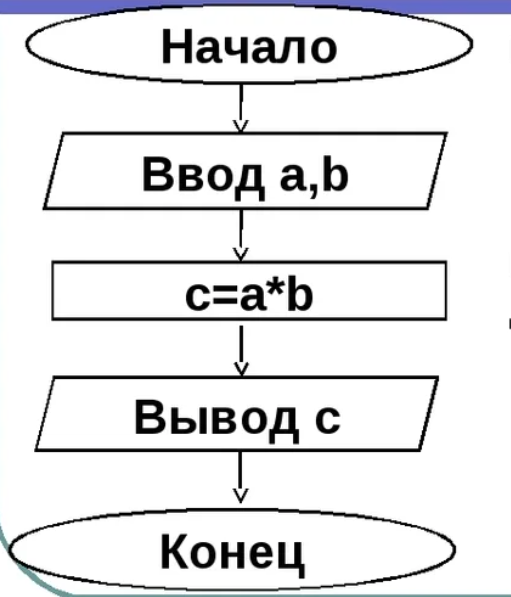 Начало
Ввод a,b
c=a*b
Вывод c
Конец